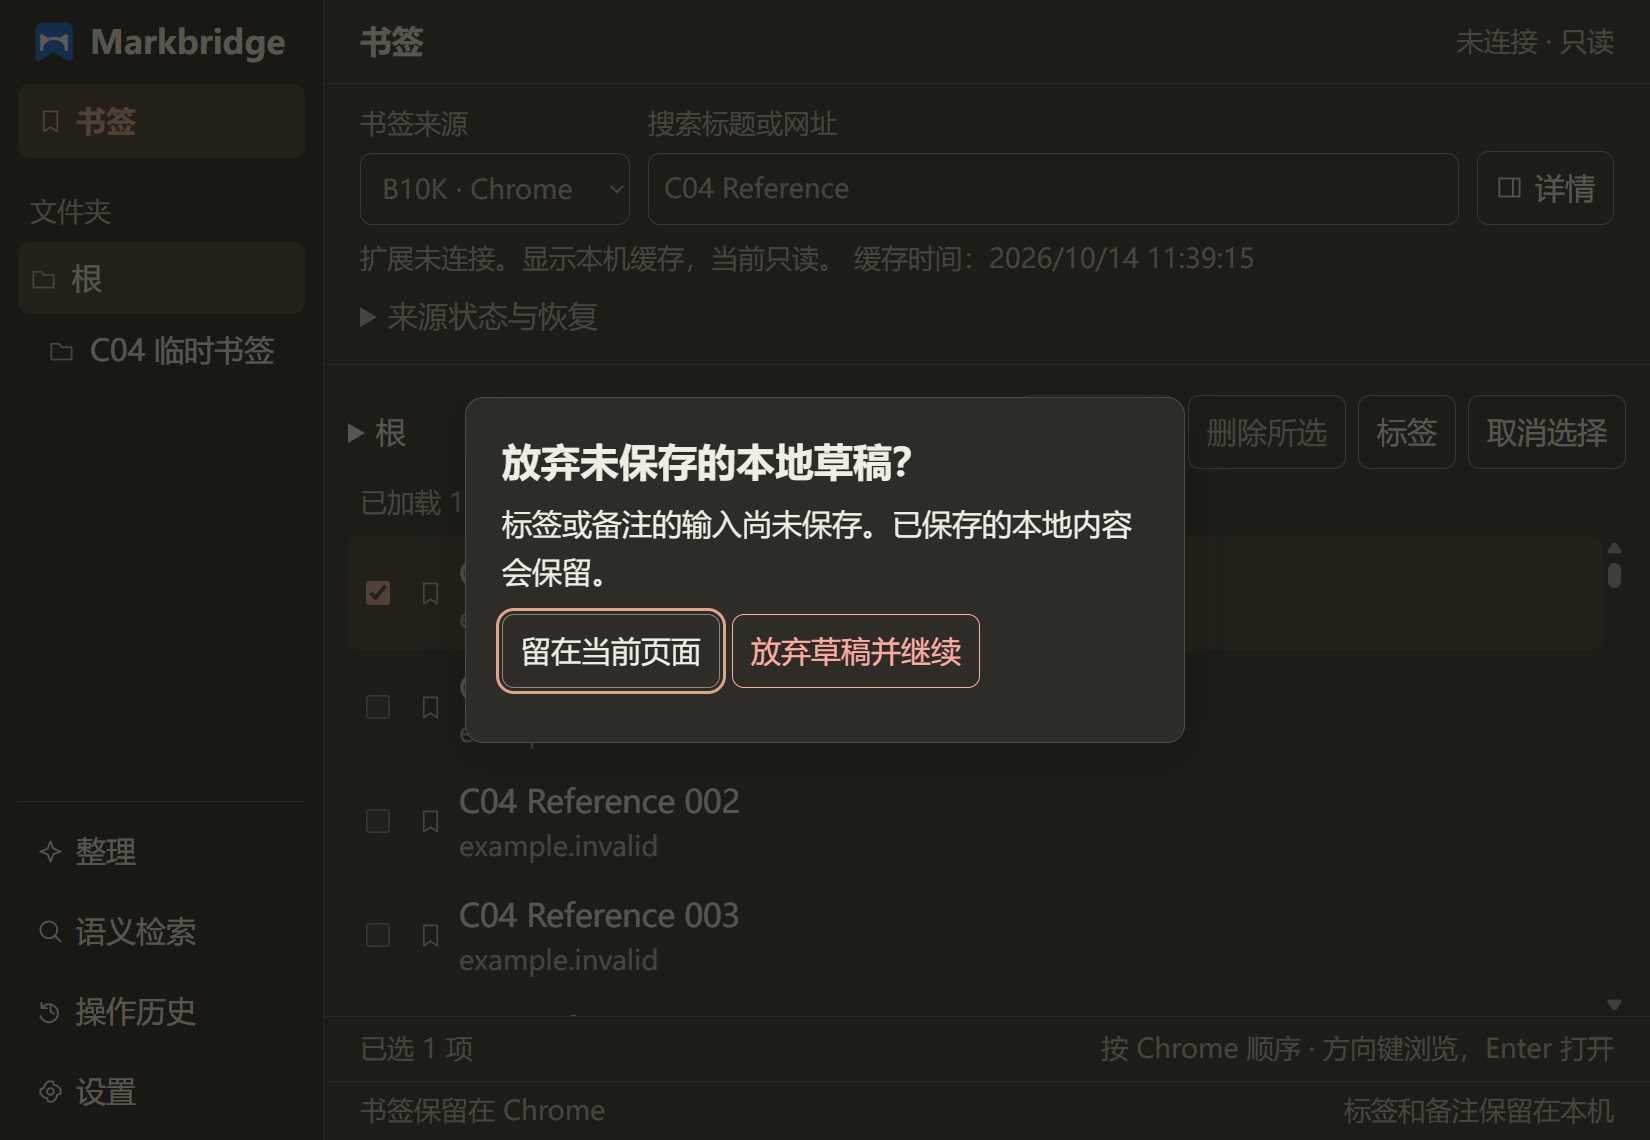 Markbridge
书签
文件夹
根
C04 临时书签
整理
语义检索
操作历史
设置
书签
未连接 · 只读
书签来源
搜索标题或网址
B10K · Chrome
C04 Reference
详情
扩展未连接。显示本机缓存，当前只读。 缓存时间：2026/10/14 11:39:15
来源状态与恢复
根
删除所选
标签
取消选择
已加载 1
放弃未保存的本地草稿？
标签或备注的输入尚未保存。已保存的本地内容
会保留。
留在当前页面
放弃草稿并继续
C04 Reference 002
example.invalid
C04 Reference 003
example.invalid
已选 1 项
按 Chrome 顺序 · 方向键浏览，Enter 打开
书签保留在 Chrome
标签和备注保留在本机